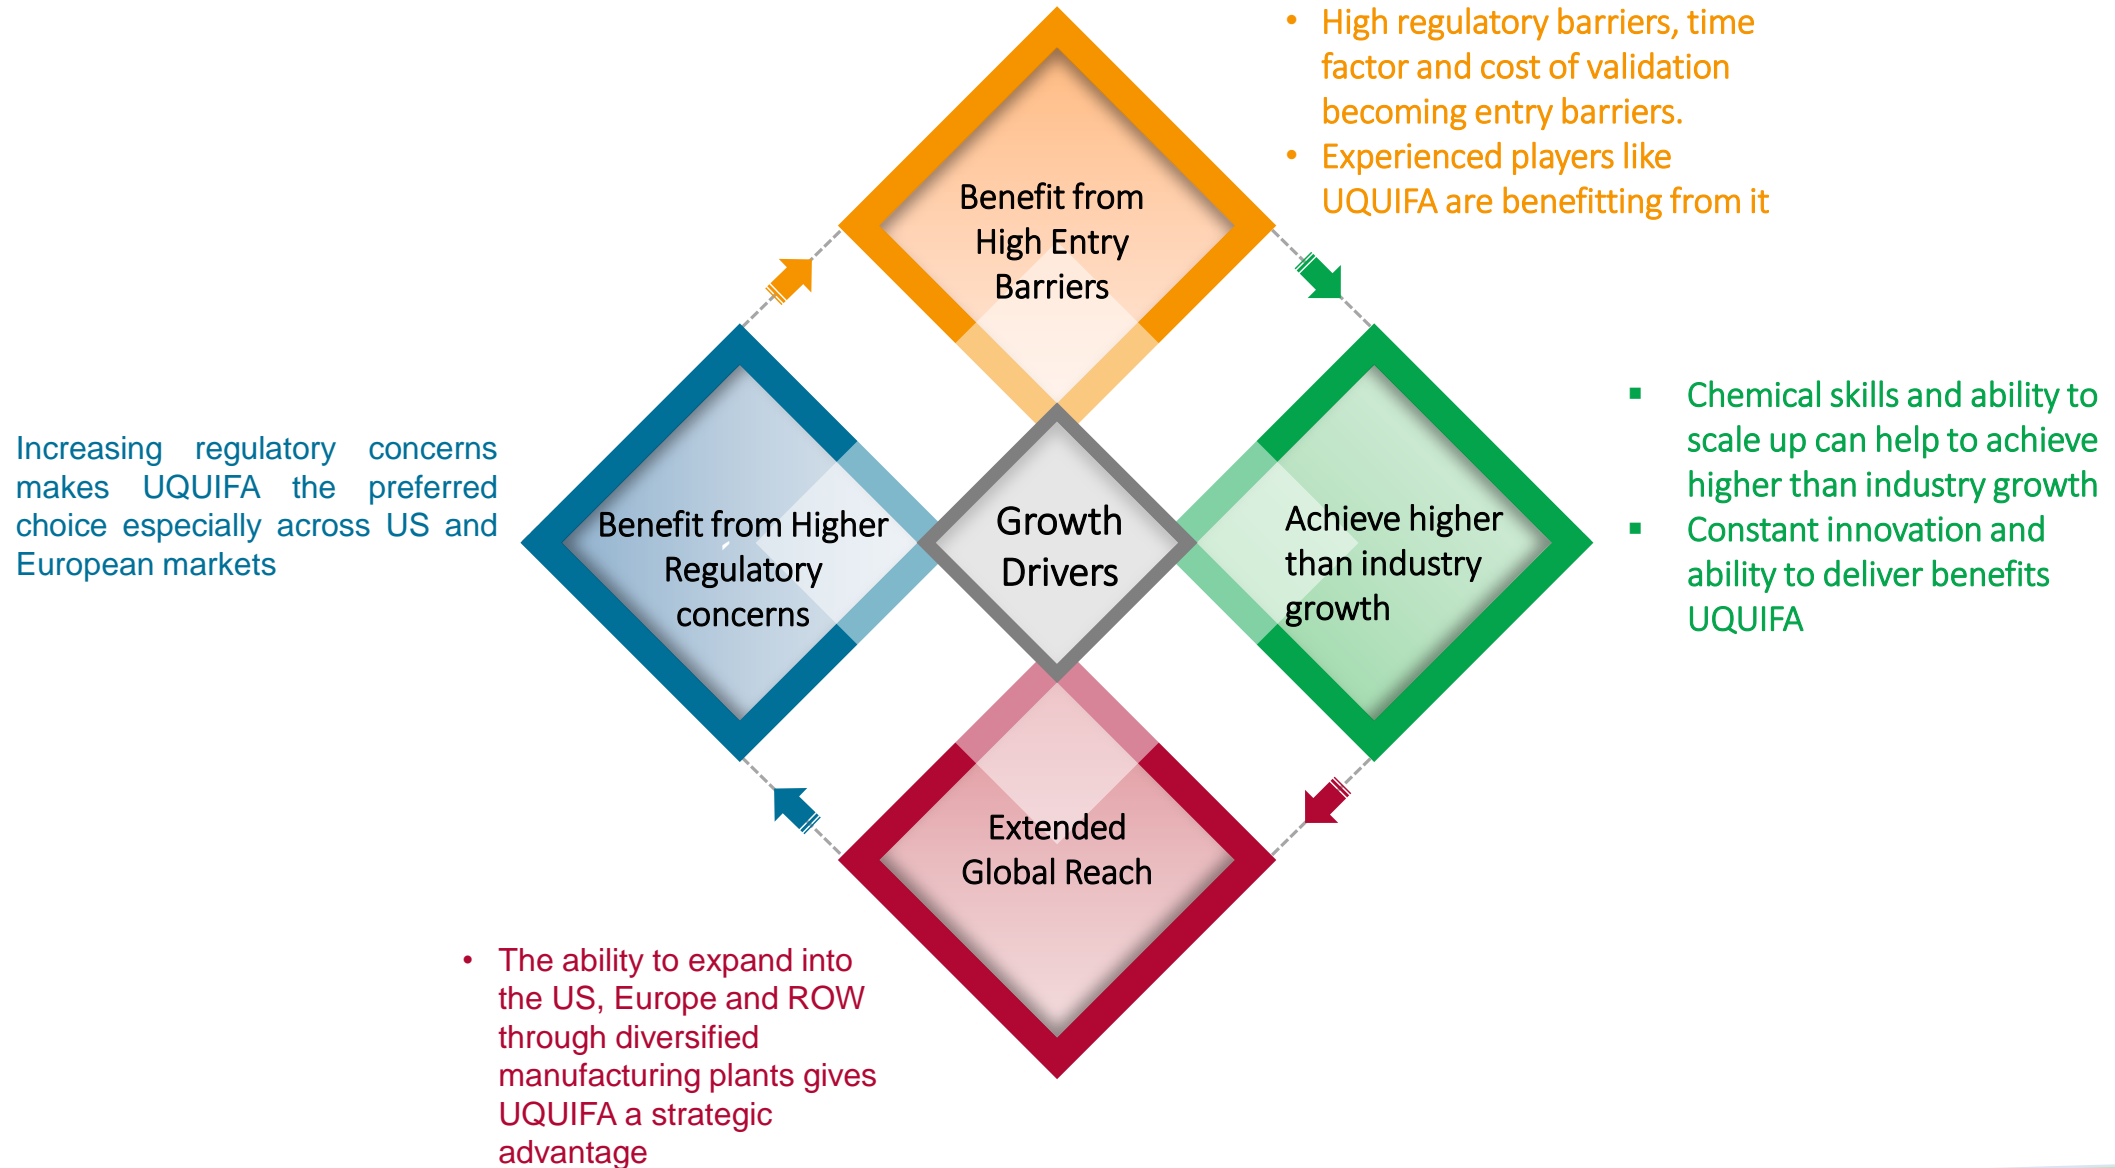 • High regulatory barriers, time
factor and cost of validation
becoming entry barriers.
• Experienced players like
UQUIFA are benefitting from it
Benefit from
High Entry
Barriers
Increasing regulatory concerns
makes UQUIFA the preferred
choice especially across US and
European markets
Benefit from Higher
Regulatory
concerns
Growth
Drivers
Achieve higher
than industry
growth
▪ Chemical skills and ability to
scale up can help to achieve
higher than industry growth
▪ Constant innovation and
ability to deliver benefits
UQUIFA
Extended
Global Reach
• The ability to expand into
the US, Europe and ROW
through diversified
manufacturing plants gives
UQUIFA a strategic
advantage